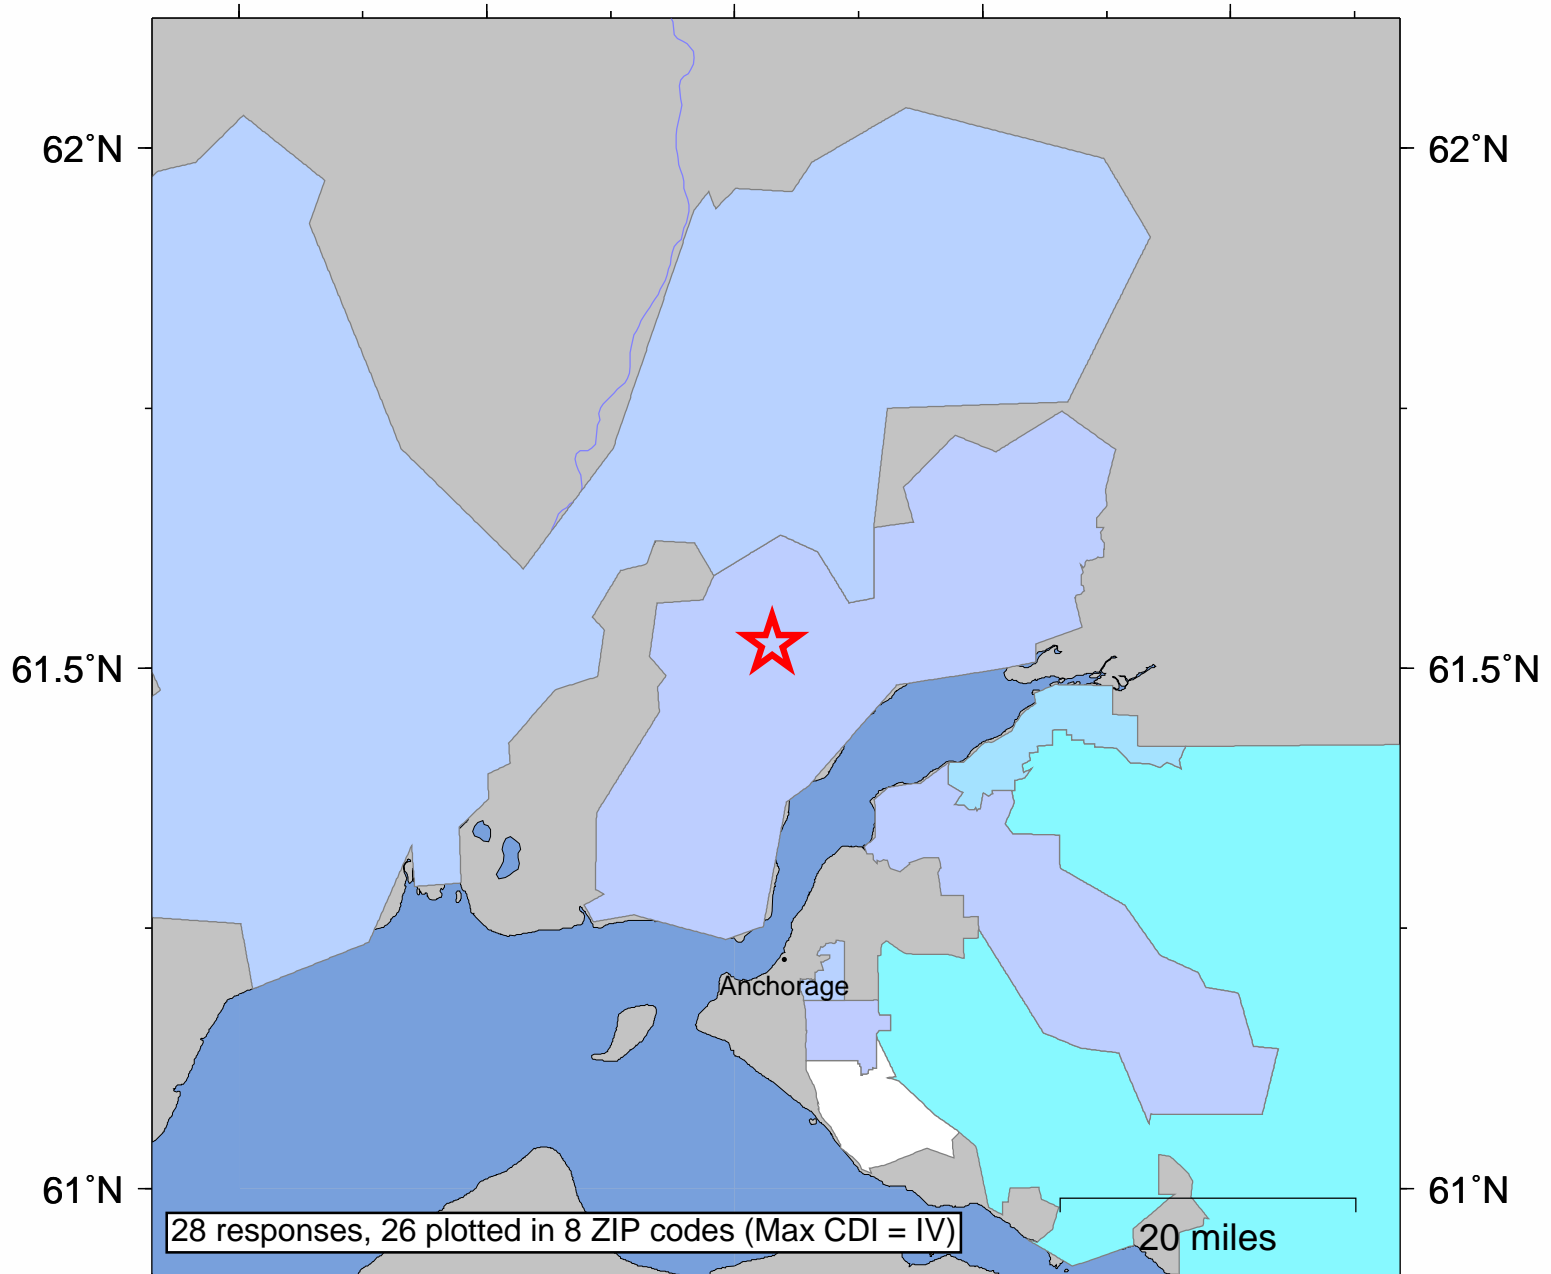 62°N 62°N
61.5°N 61.5°N
Anchorage
61°N 61°N
28 responses, 26 plotted in 8 ZIP codes (Max CDI = IV)
20 miles